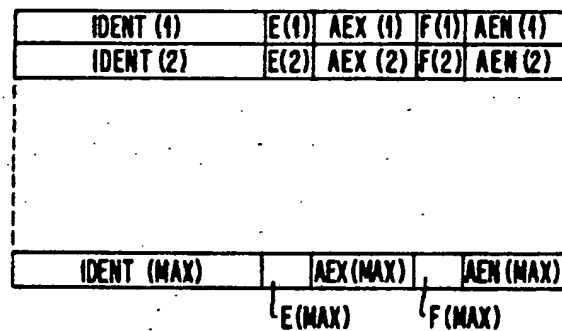 IDENT (1) E(1) AEX (1) F(1) AEN (1)
IDENT (2) E(2) AEX (2) F(2) AEN (2)
IDENT (MAX) AEX(MAX) AEN(MAX)
E(MAX) F(MAX)